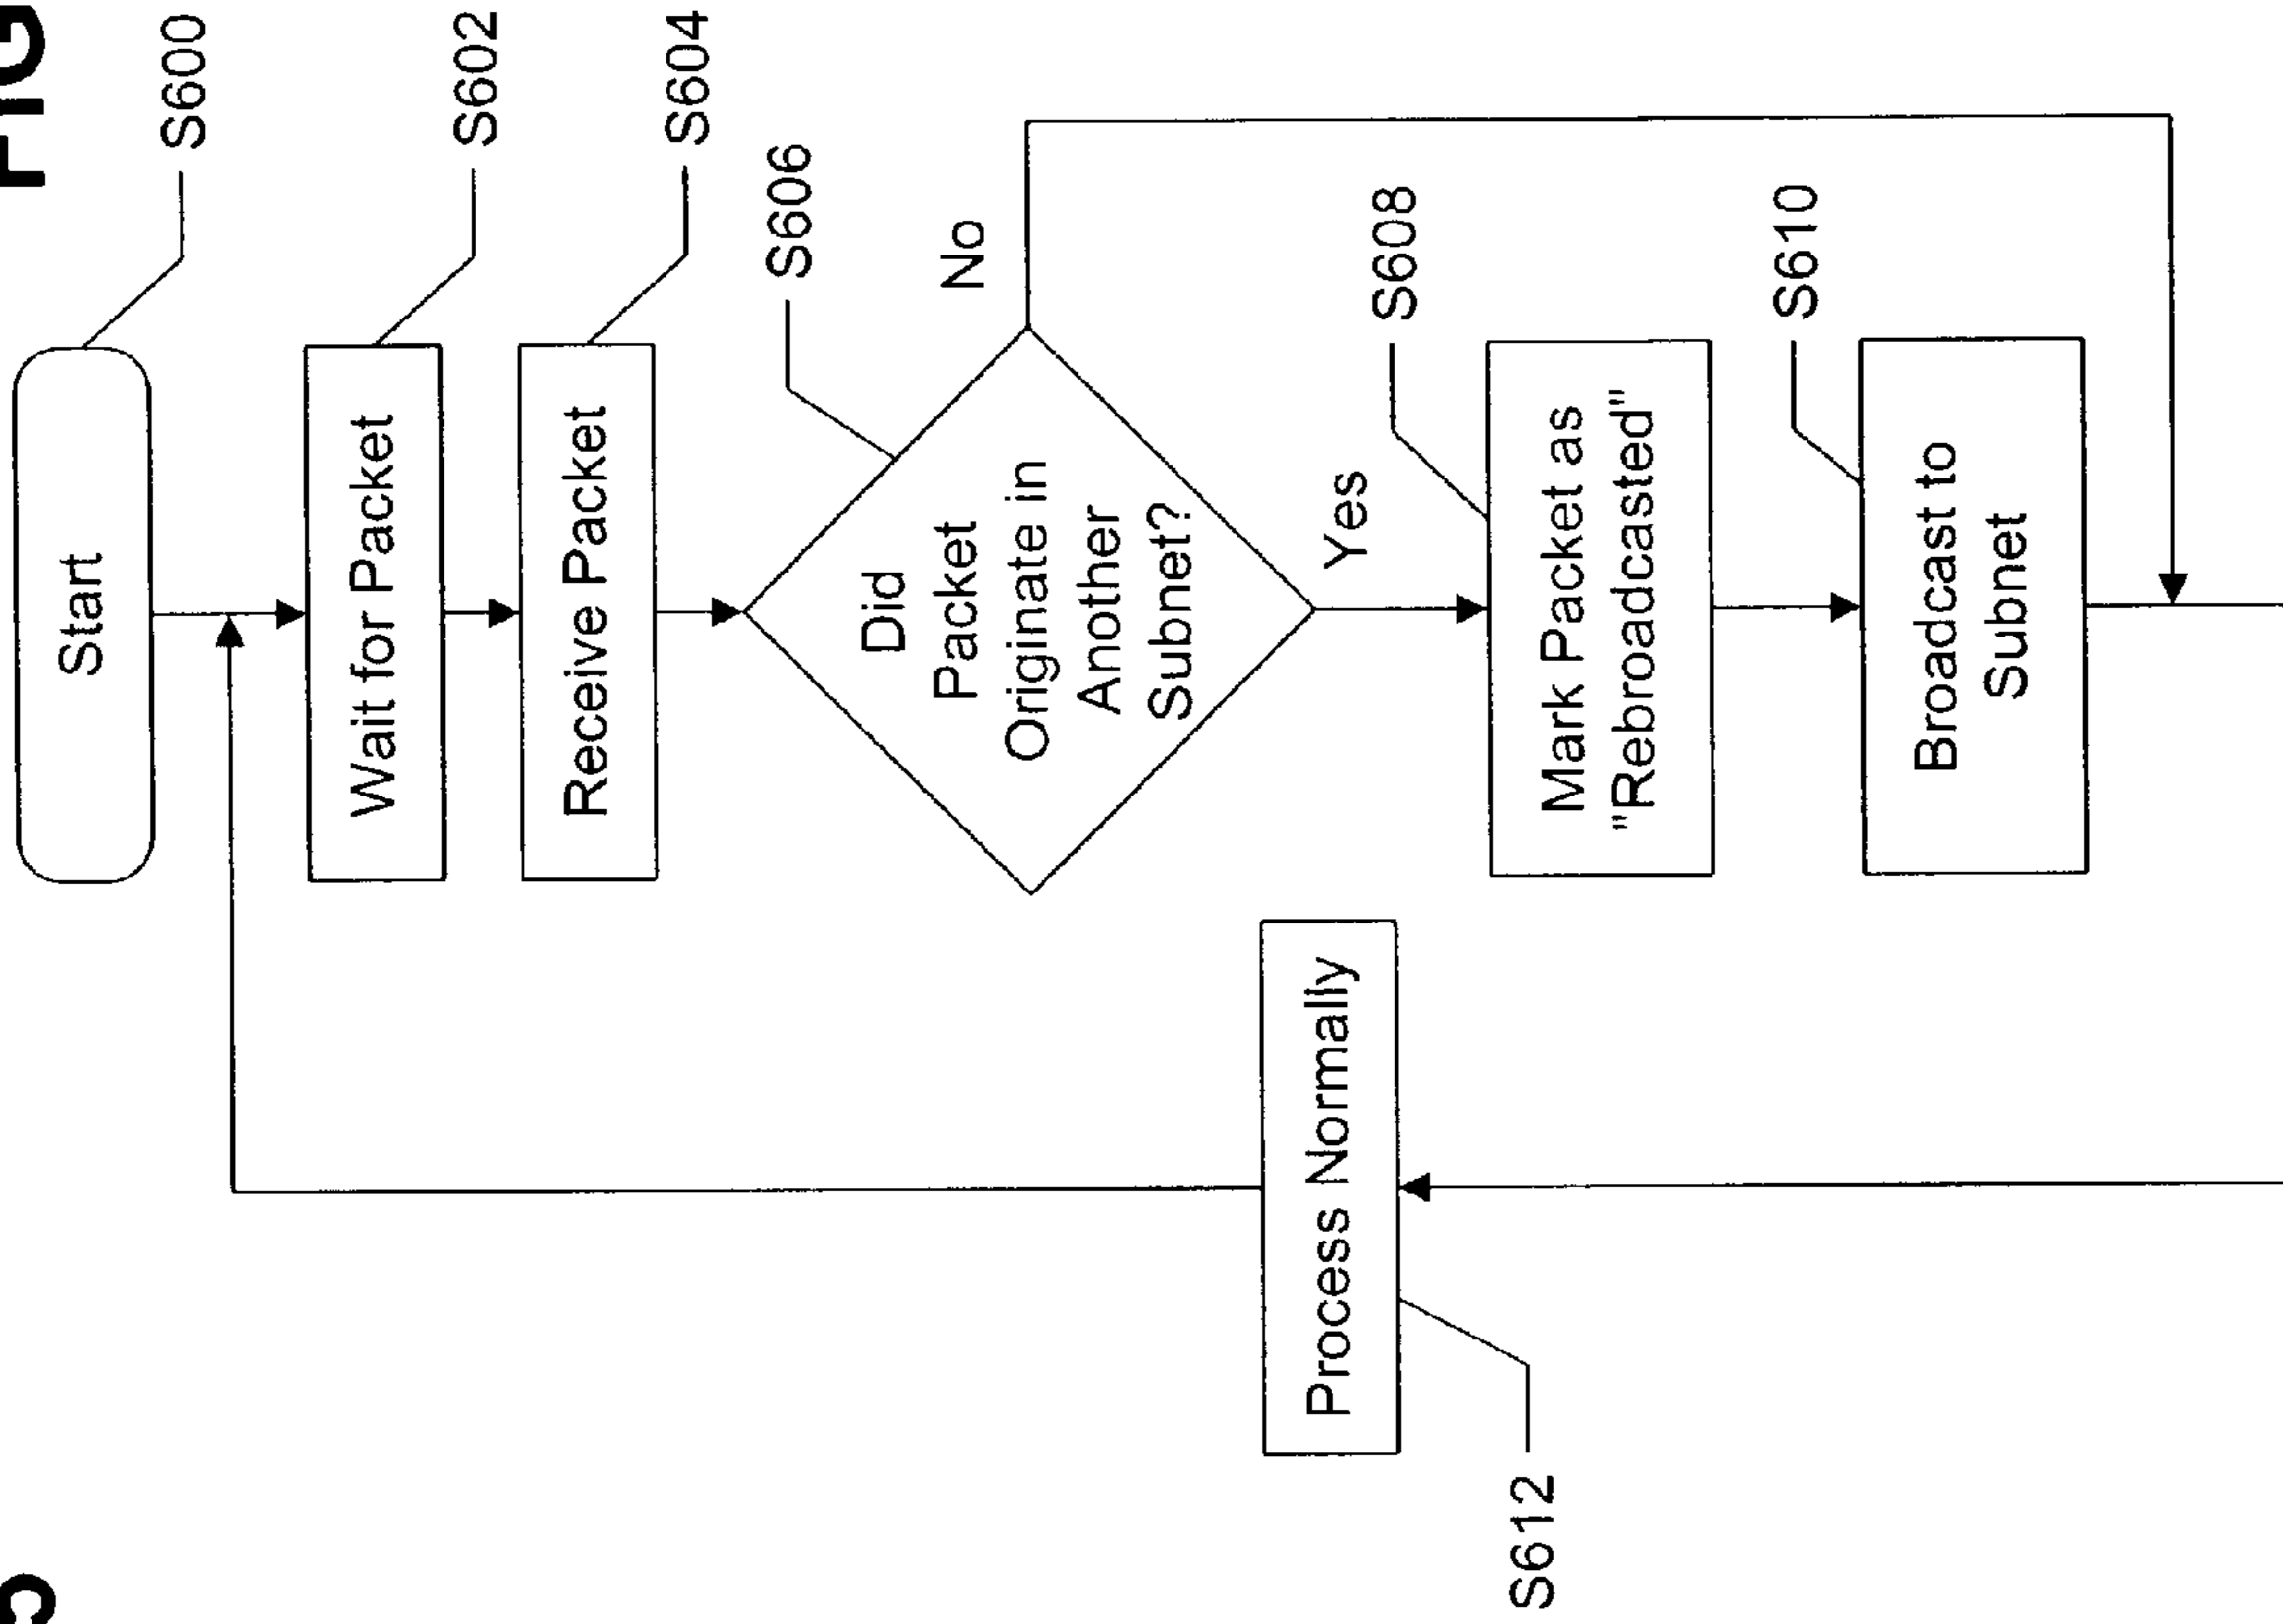 FIG
Start
S600
Wait for Packet
S602
Receive Packet
S604
Did
Packet
Originate in
Another
Subnet?
S606
No
Yes
Mark Packet as
"Rebroadcasted"
S608
Broadcast to
Subnet
S610
Process Normally
S612